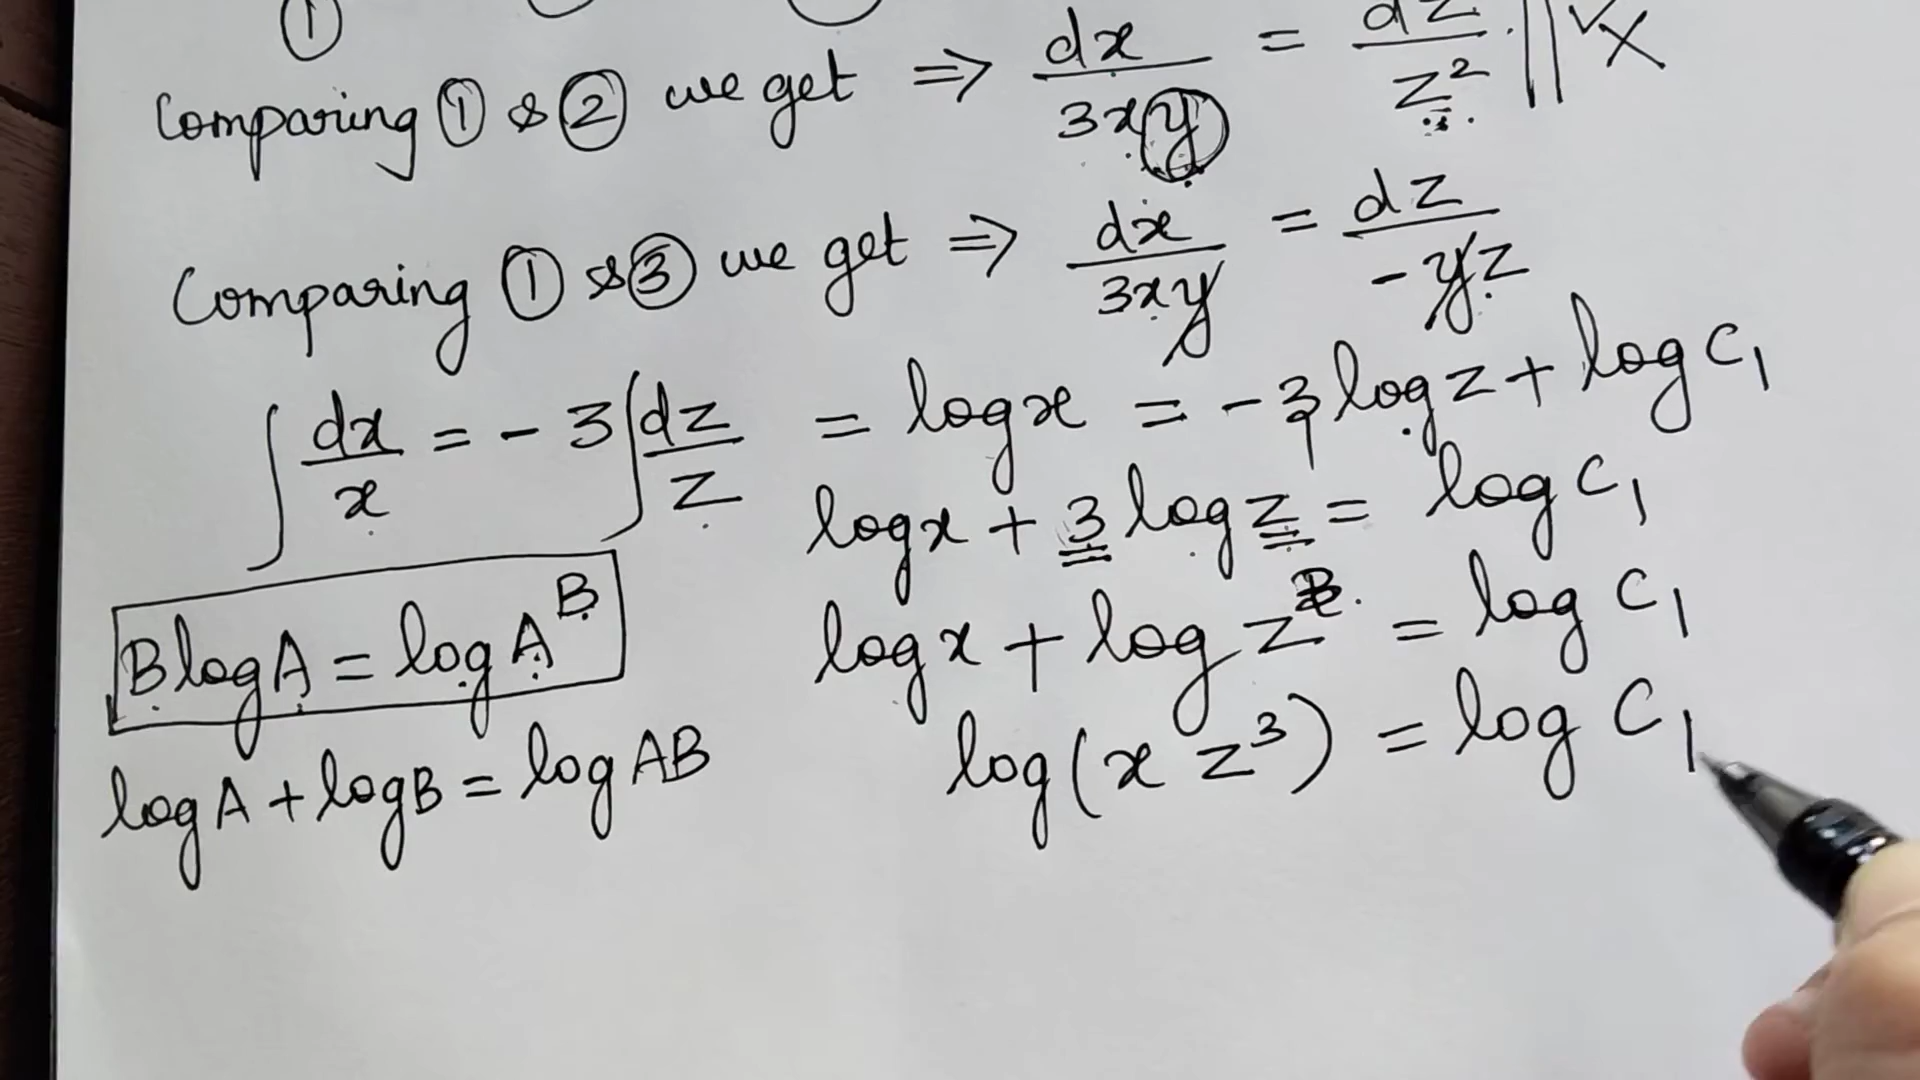 ①
Comparing ① & ② we get ⇒ dx/3xy = dz/z² ||
Comparing ① & ③ we get ⇒ dx/3xy = dz/-yz
∫ dx/x = -3 ∫ dz/z = log x = -3 log z + log C₁
log x + 3 log z = log C₁
B log A = log A^B
log x + log z = log C₁
log A + log B = log AB
log (x z³) = log C₁